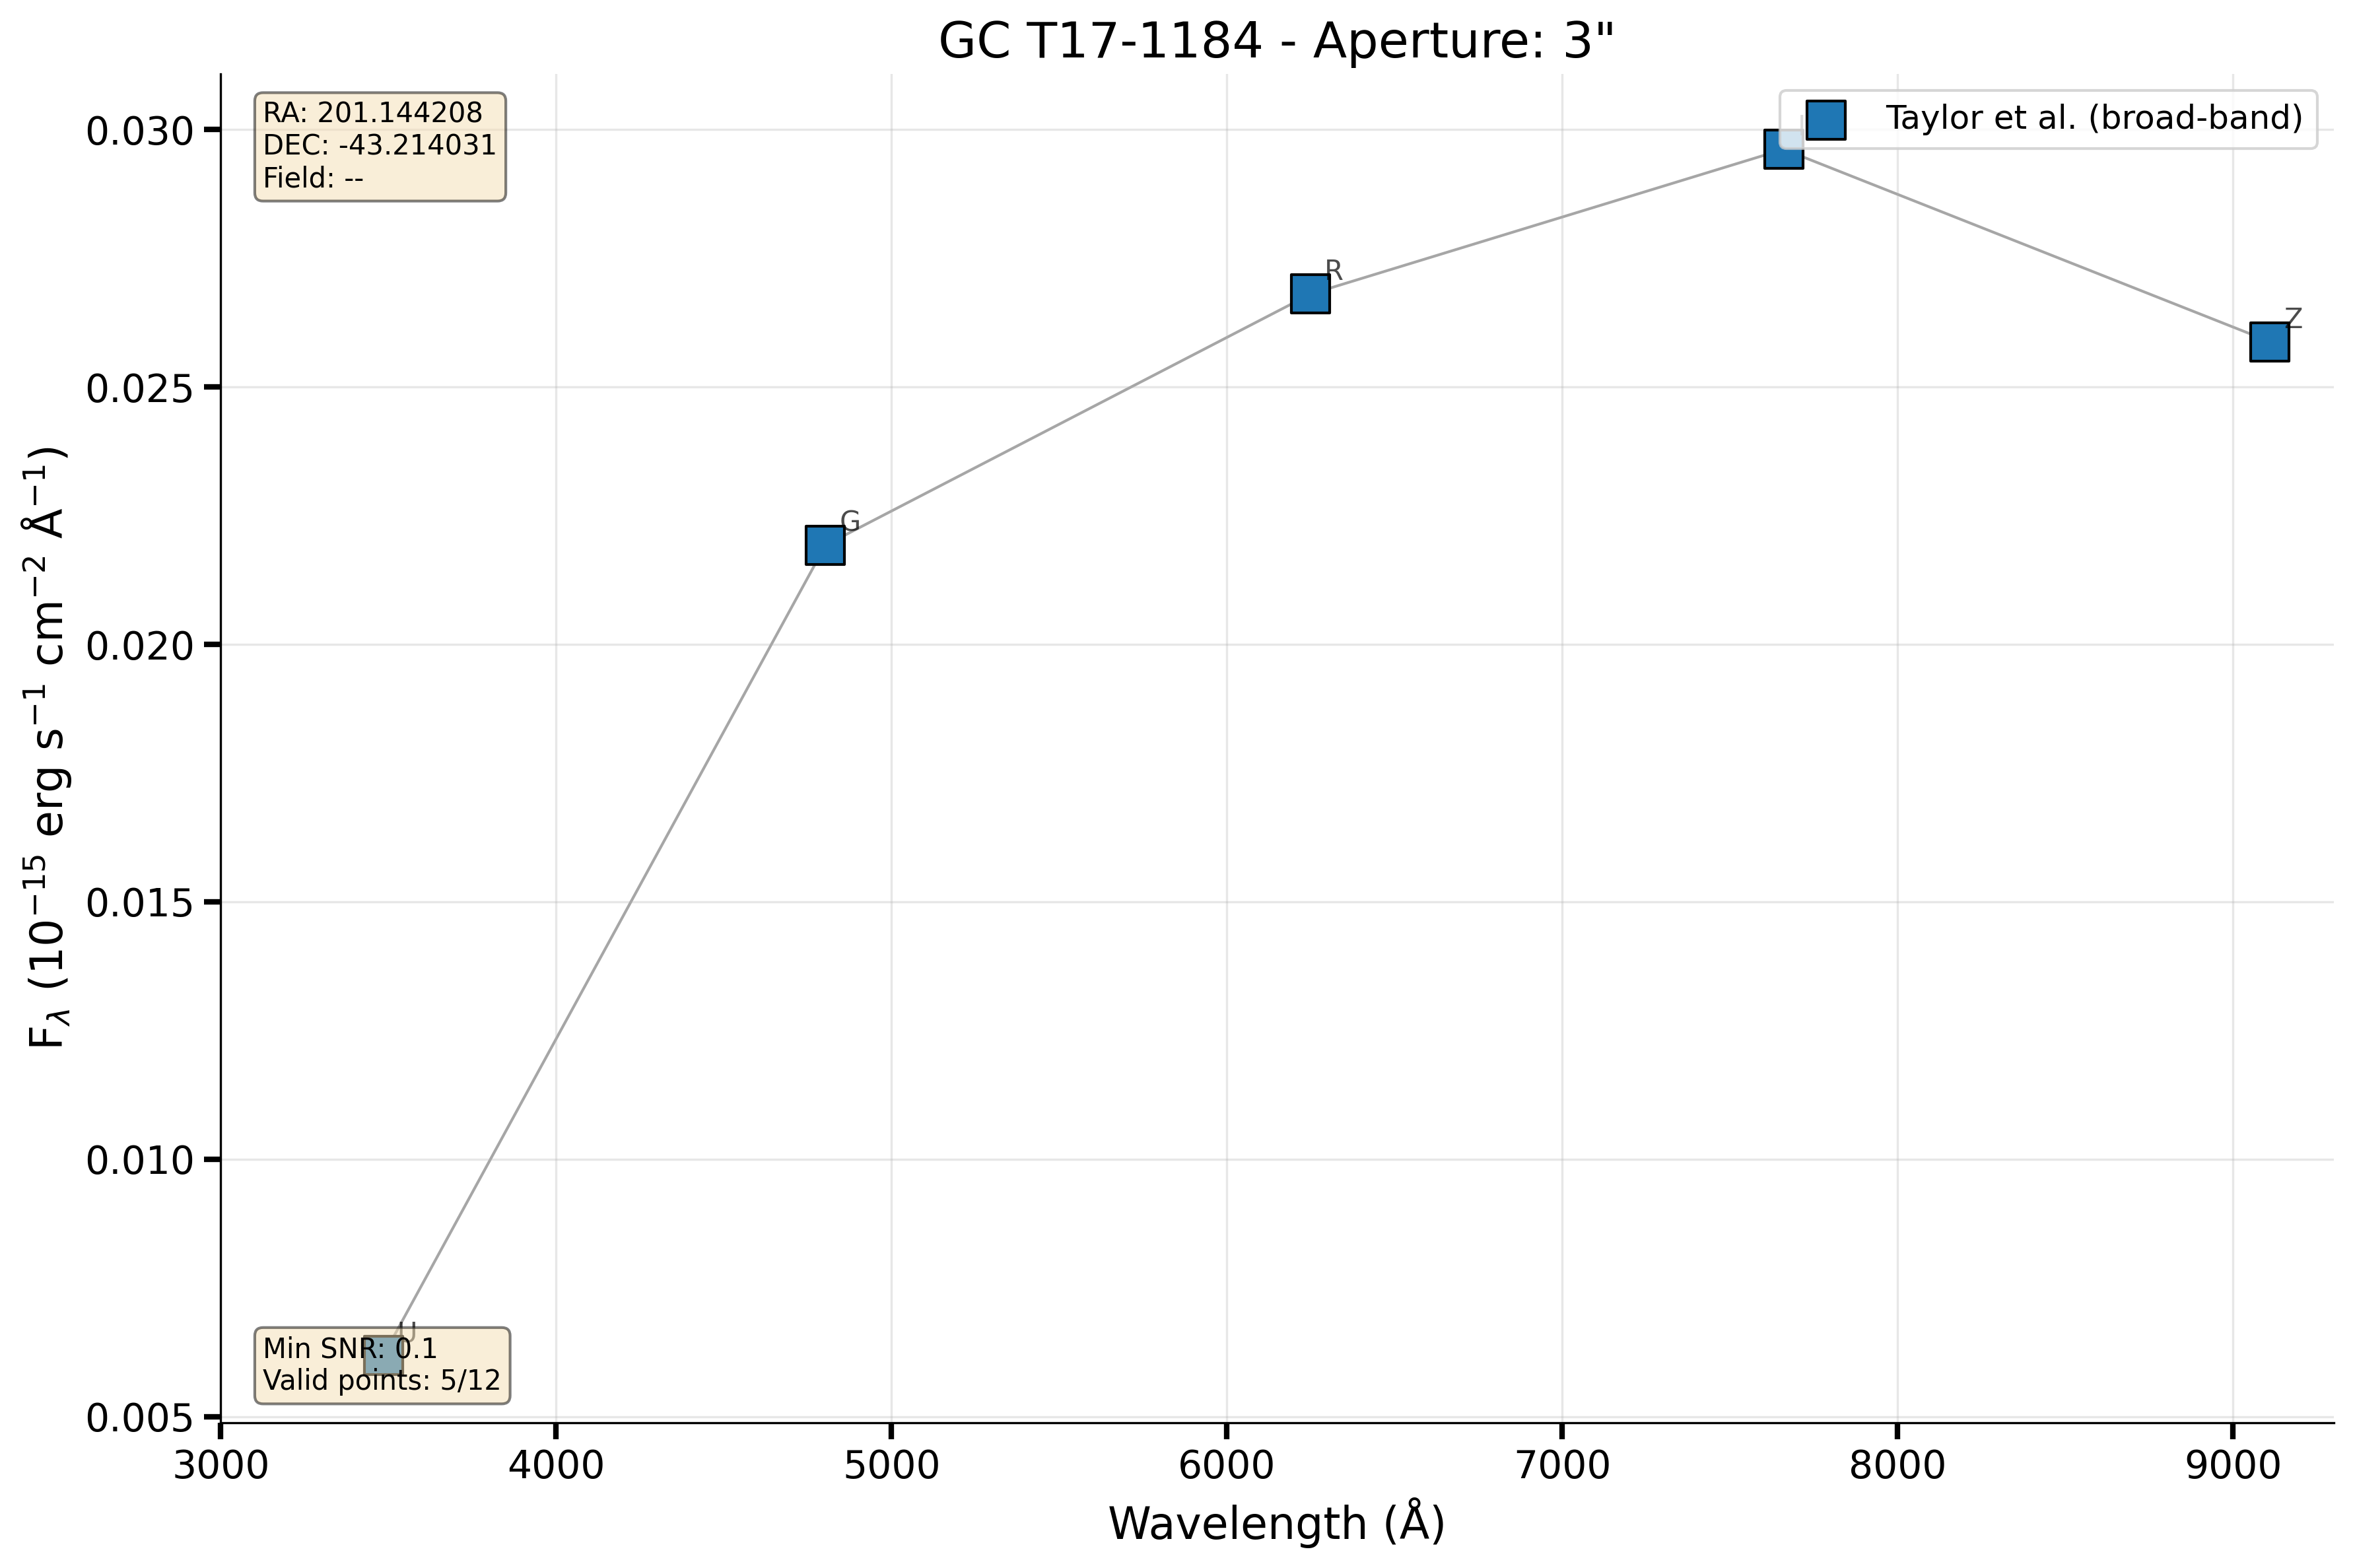 GC T17-1184 - Aperture: 3"
RA: 201.144208
DEC: -43.214031
Field: --
Taylor et al. (broad-band)
0.030
0.025
0.020
0.015
0.010
0.005
F_λ (10⁻¹⁵ erg s⁻¹ cm⁻² Å⁻¹)
R
Z
G
U
Min SNR: 0.1
Valid points: 5/12
3000 4000 5000 6000 7000 8000 9000
Wavelength (Å)